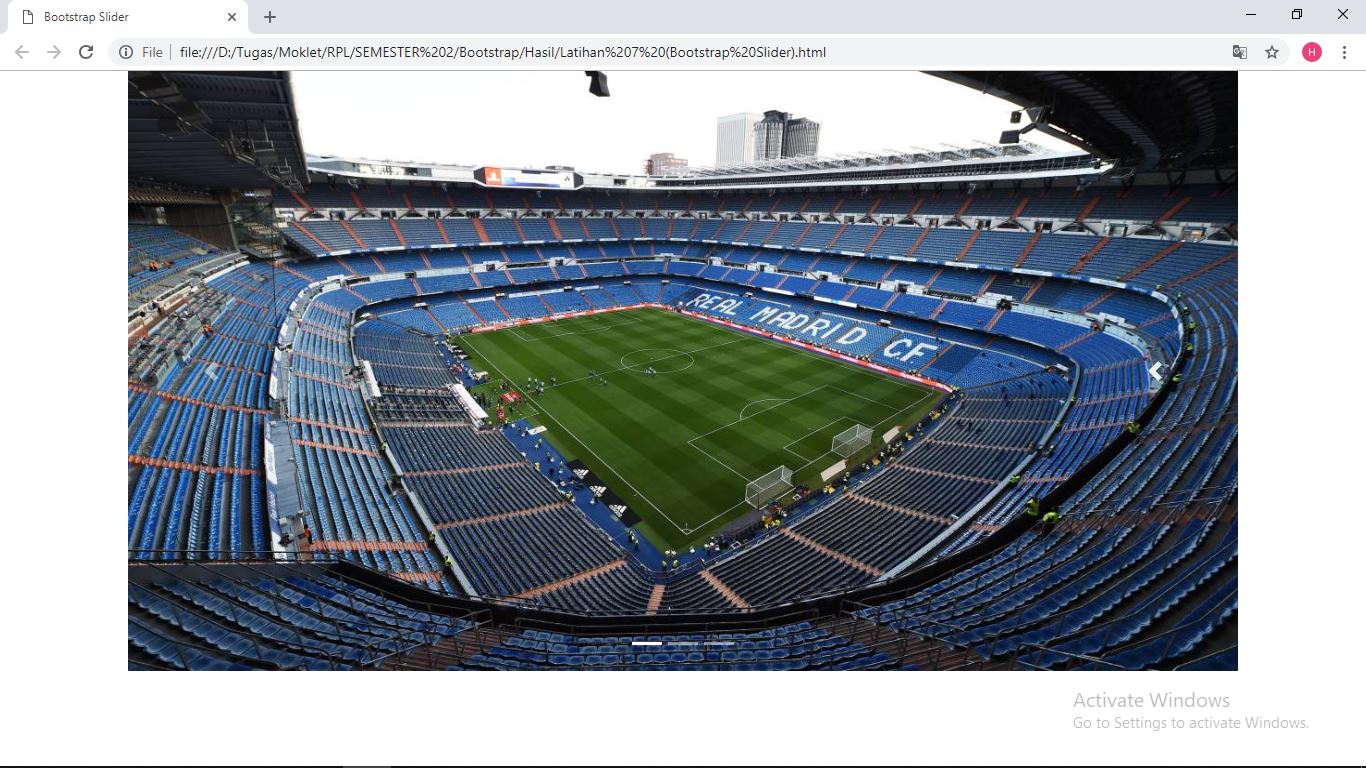 Bootstrap Slider
File
file:///D:/Tugas/Moklet/RPL/SEMESTER%202/Bootstrap/Hasil/Latihan%207%20(Bootstrap%20Slider).html
H
REAL MADRID CF
Activate Windows
Go to Settings to activate Windows.